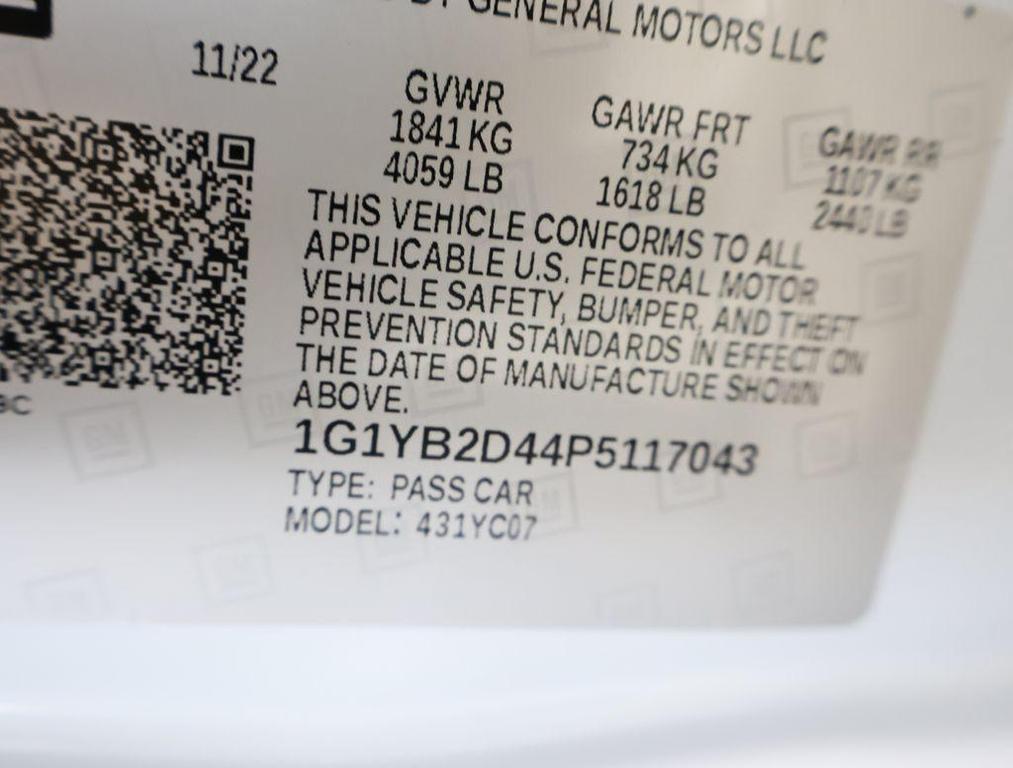 BY GENERAL MOTORS LLC
11/22
GVWR GAWR FRT GAWR RR
1841 KG 734 KG 1107 KG
4059 LB 1618 LB 2440 LB
THIS VEHICLE CONFORMS TO ALL
APPLICABLE U.S. FEDERAL MOTOR
VEHICLE SAFETY, BUMPER, AND THEFT
PREVENTION STANDARDS IN EFFECT ON
THE DATE OF MANUFACTURE SHOWN
ABOVE.
1G1YB2D44P5117043
TYPE: PASS CAR
MODEL: 431YC07